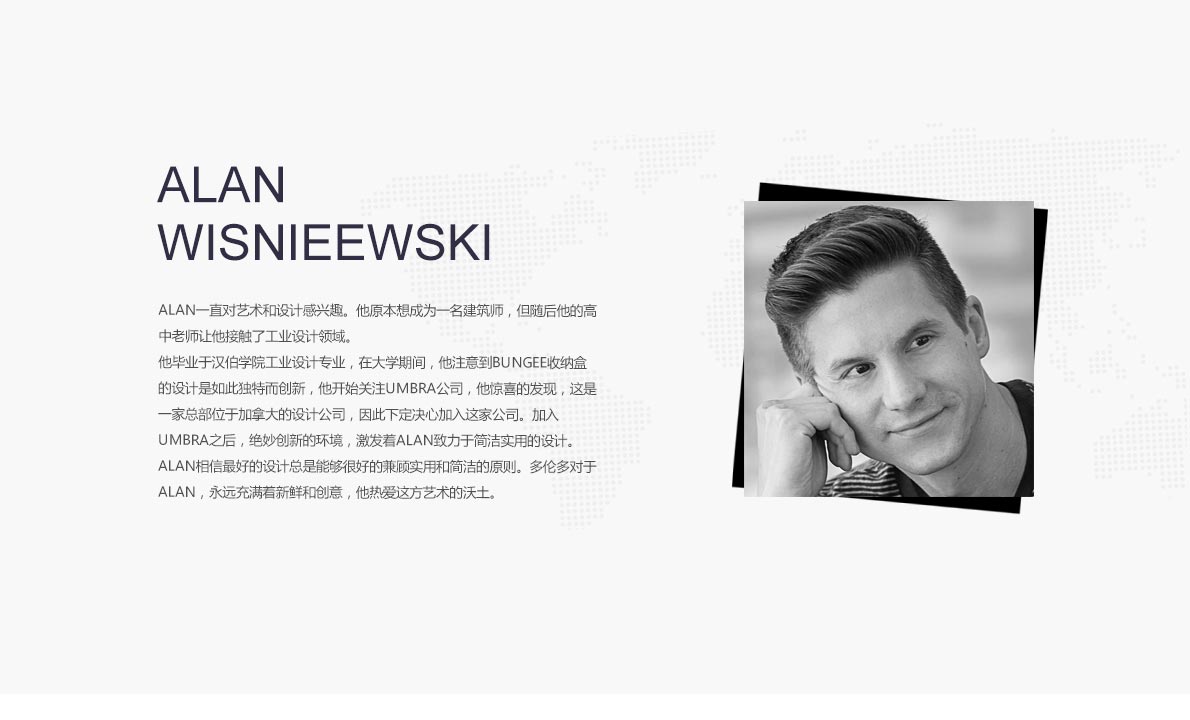 ALAN
WISNIEEWSKI
ALAN一直对艺术和设计感兴趣。他原本想成为一名建筑师，但随后他的高
中老师让他接触了工业设计领域。
他毕业于汉伯学院工业设计专业，在大学期间，他注意到BUNGEE收纳盒
的设计是如此独特而创新，他开始关注UMBRA公司，他惊喜的发现，这是
一家总部位于加拿大的设计公司，因此下定决心加入这家公司。加入
UMBRA之后，绝妙创新的环境，激发着ALAN致力于简洁实用的设计。
ALAN相信最好的设计总是能够很好的兼顾实用和简洁的原则。多伦多对于
ALAN，永远充满着新鲜和创意，他热爱这方艺术的沃土。